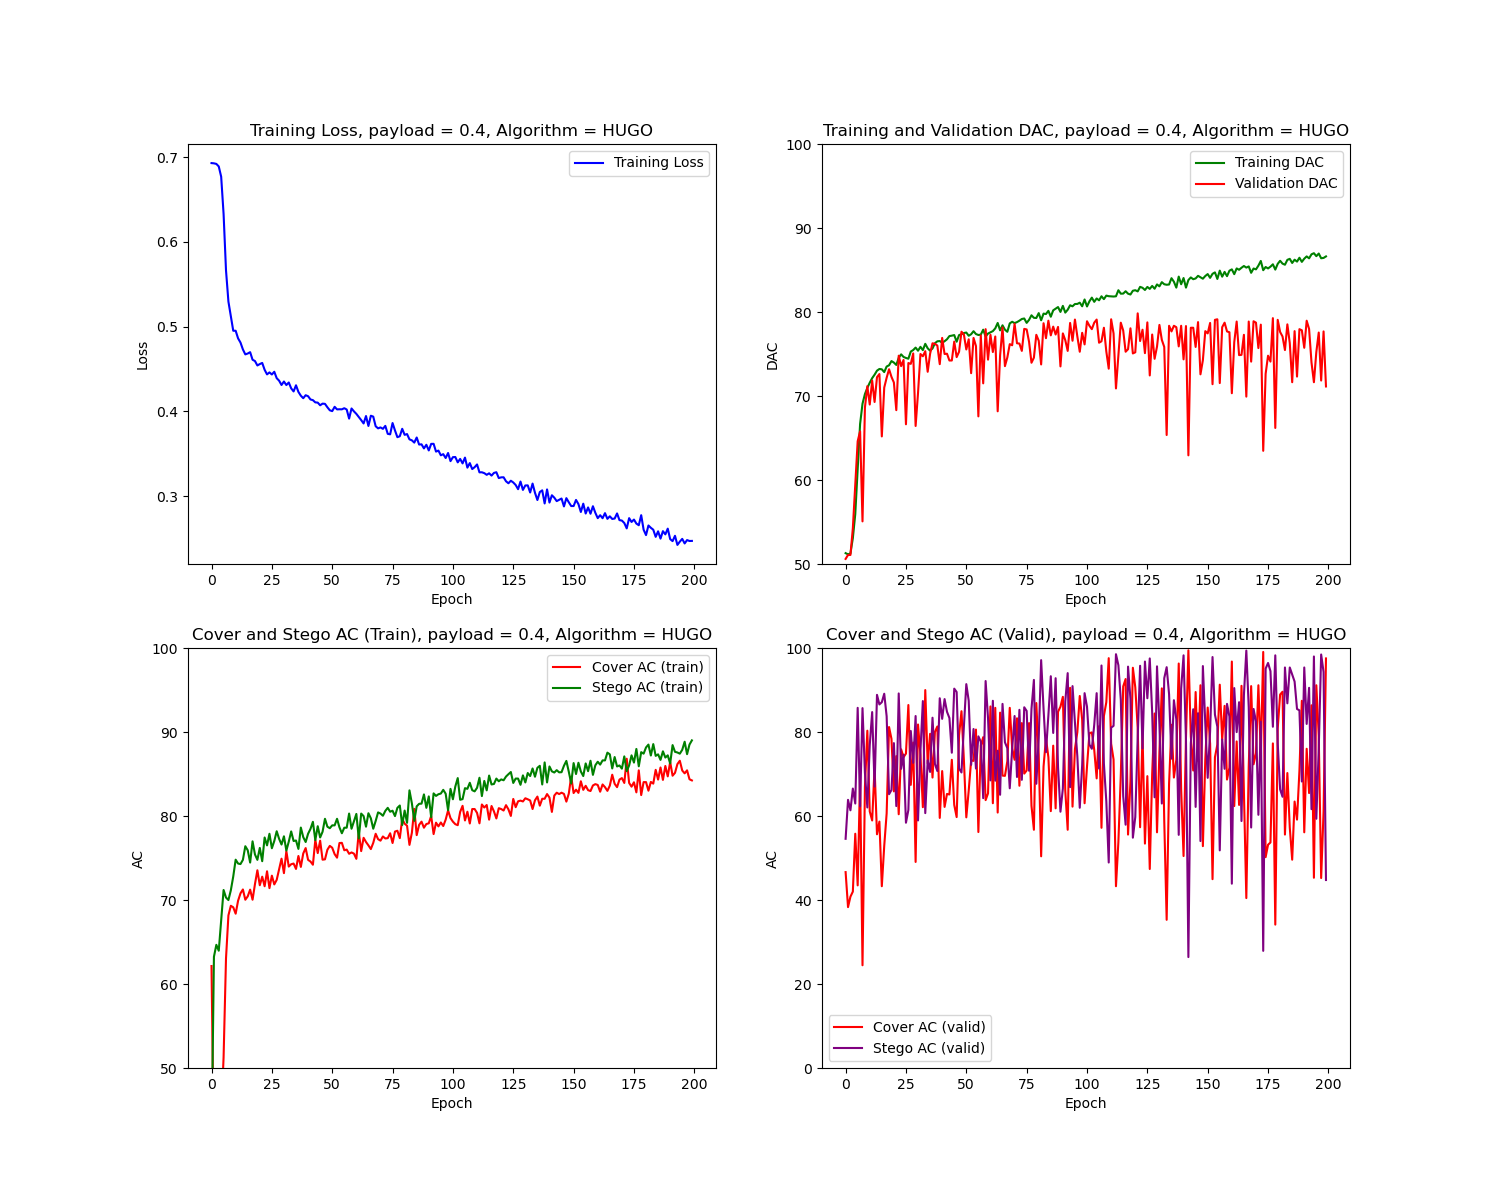 Training Loss, payload = 0.4, Algorithm = HUGO
0.7
0.6
0.5
0.4
0.3
Loss
Training Loss
0 25 50 75 100 125 150 175 200
Epoch
Training and Validation DAC, payload = 0.4, Algorithm = HUGO
100
90
80
70
60
50
DAC
Training DAC
Validation DAC
0 25 50 75 100 125 150 175 200
Epoch
Cover and Stego AC (Train), payload = 0.4, Algorithm = HUGO
100
90
80
70
60
50
AC
Cover AC (train)
Stego AC (train)
0 25 50 75 100 125 150 175 200
Epoch
Cover and Stego AC (Valid), payload = 0.4, Algorithm = HUGO
100
80
60
40
20
0
AC
Cover AC (valid)
Stego AC (valid)
0 25 50 75 100 125 150 175 200
Epoch